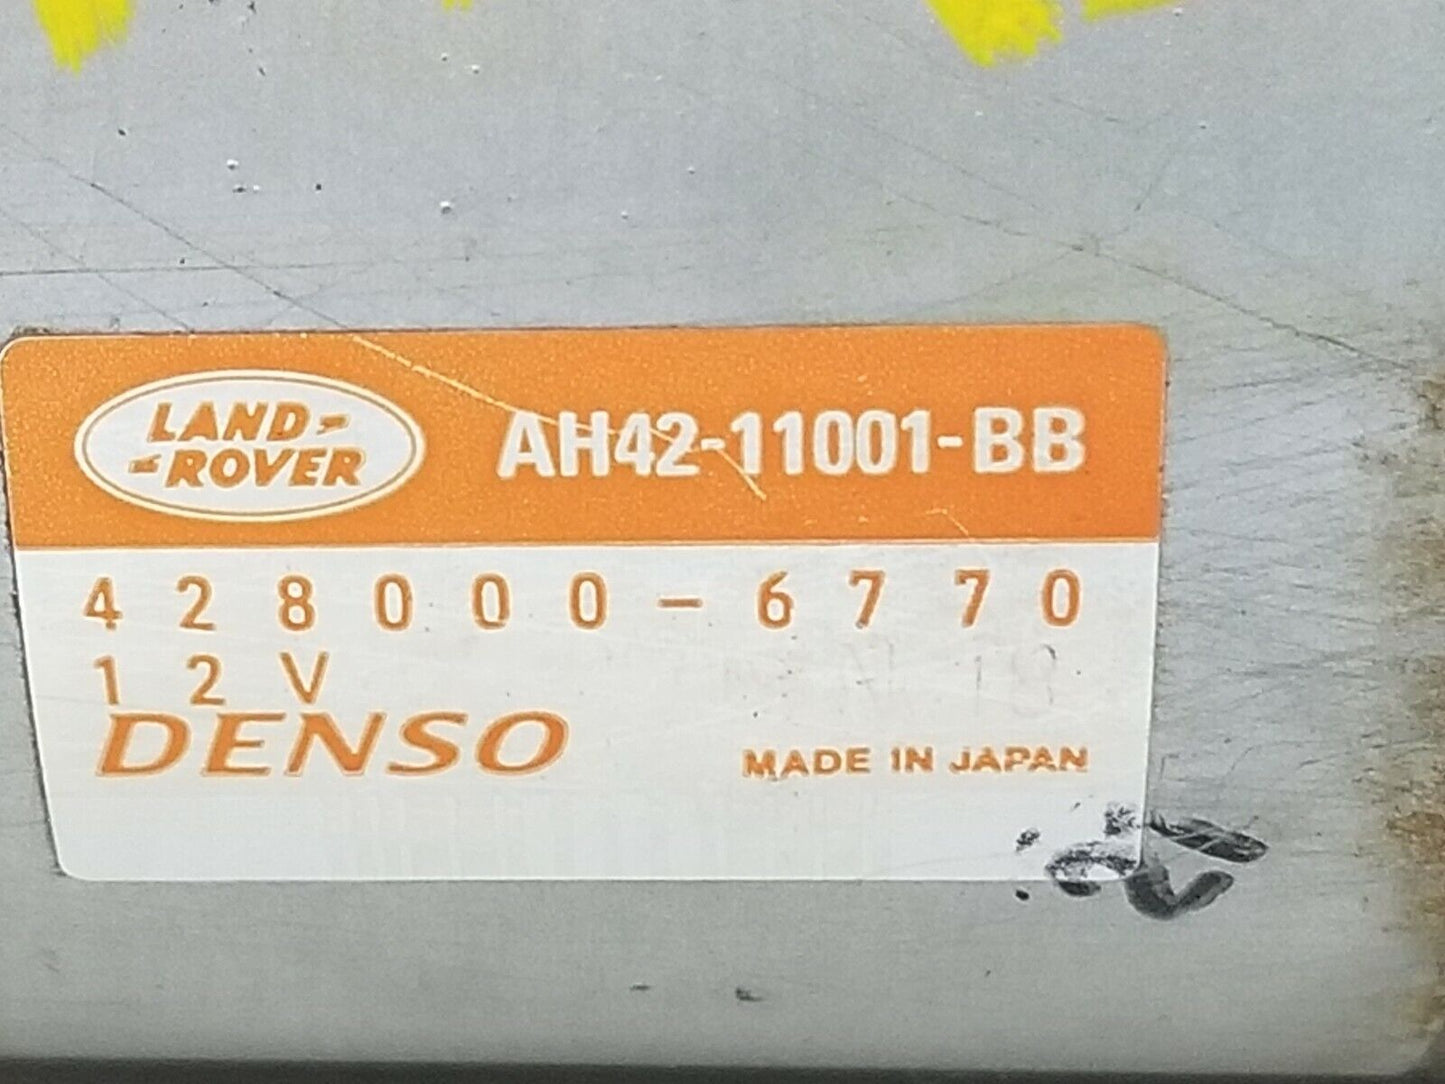 LAND-
-ROVER
AH42-11001-BB
428000-6770
12V
DENSO
MADE IN JAPAN